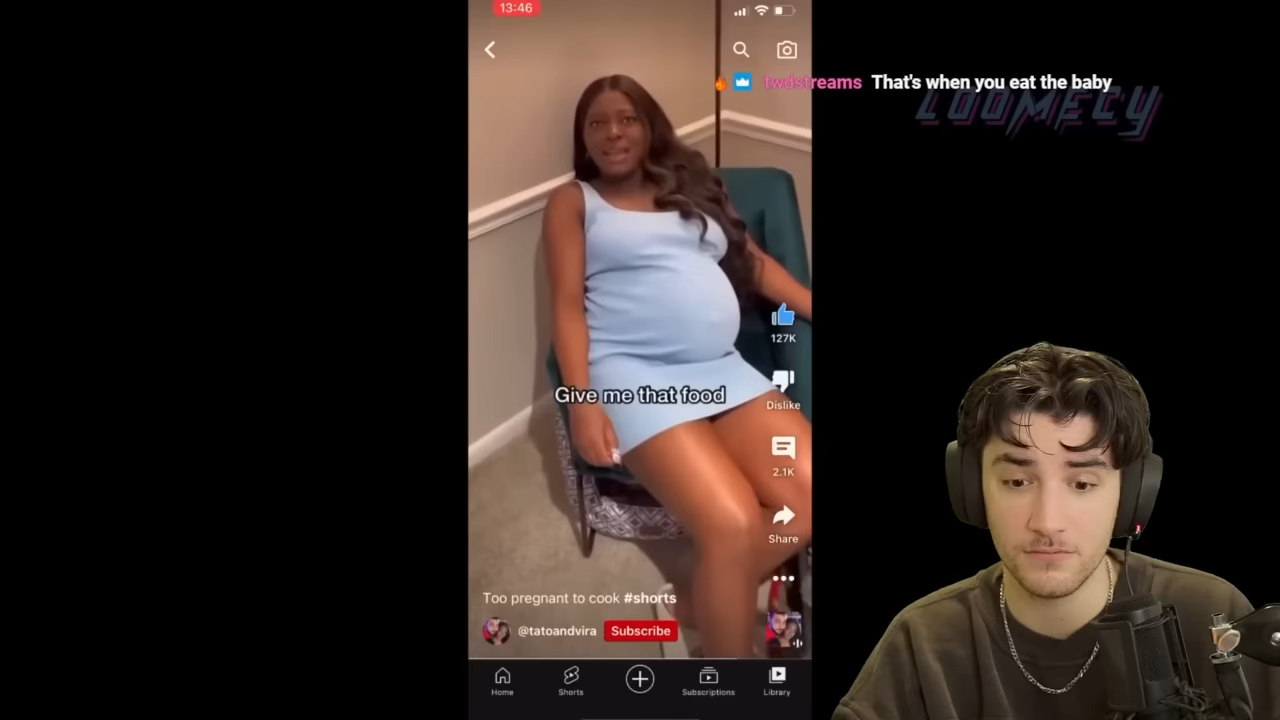 13:46
twdstreams That's when you eat the baby
LOOMECY
127K
Give me that food
Dislike
2.1K
Share
Too pregnant to cook #shorts
@tatoandvira Subscribe
Home Shorts Subscriptions Library